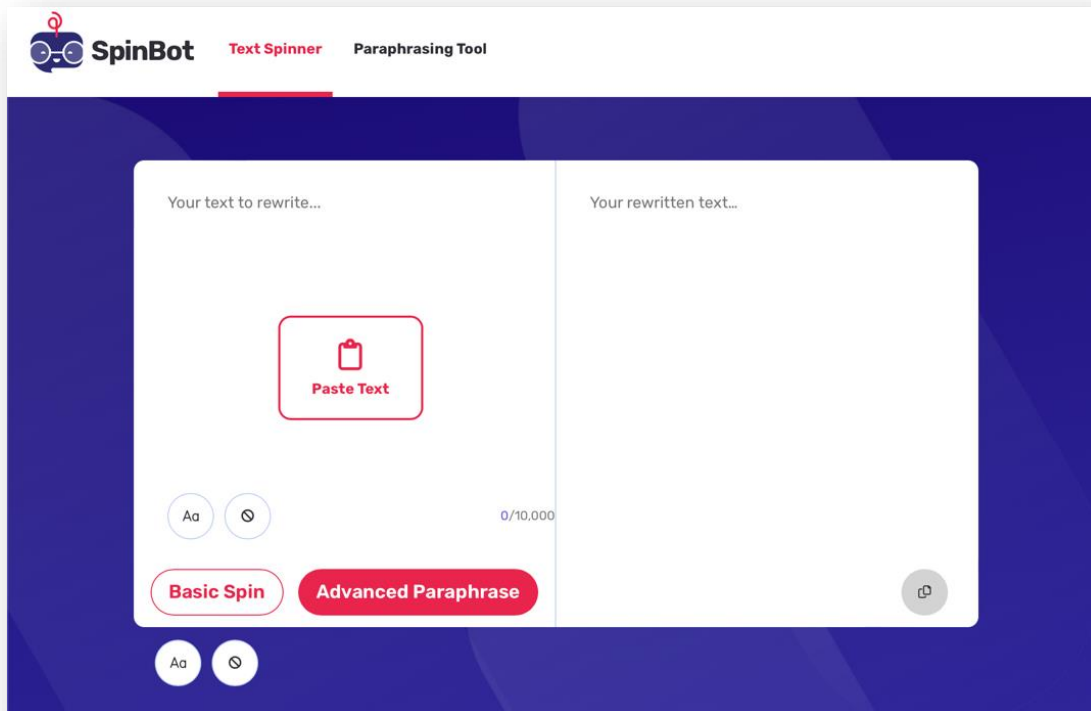 SpinBot
Text Spinner
Paraphrasing Tool
Your text to rewrite...
Your rewritten text…
Paste Text
Aa
0/10,000
Basic Spin
Advanced Paraphrase
Aa